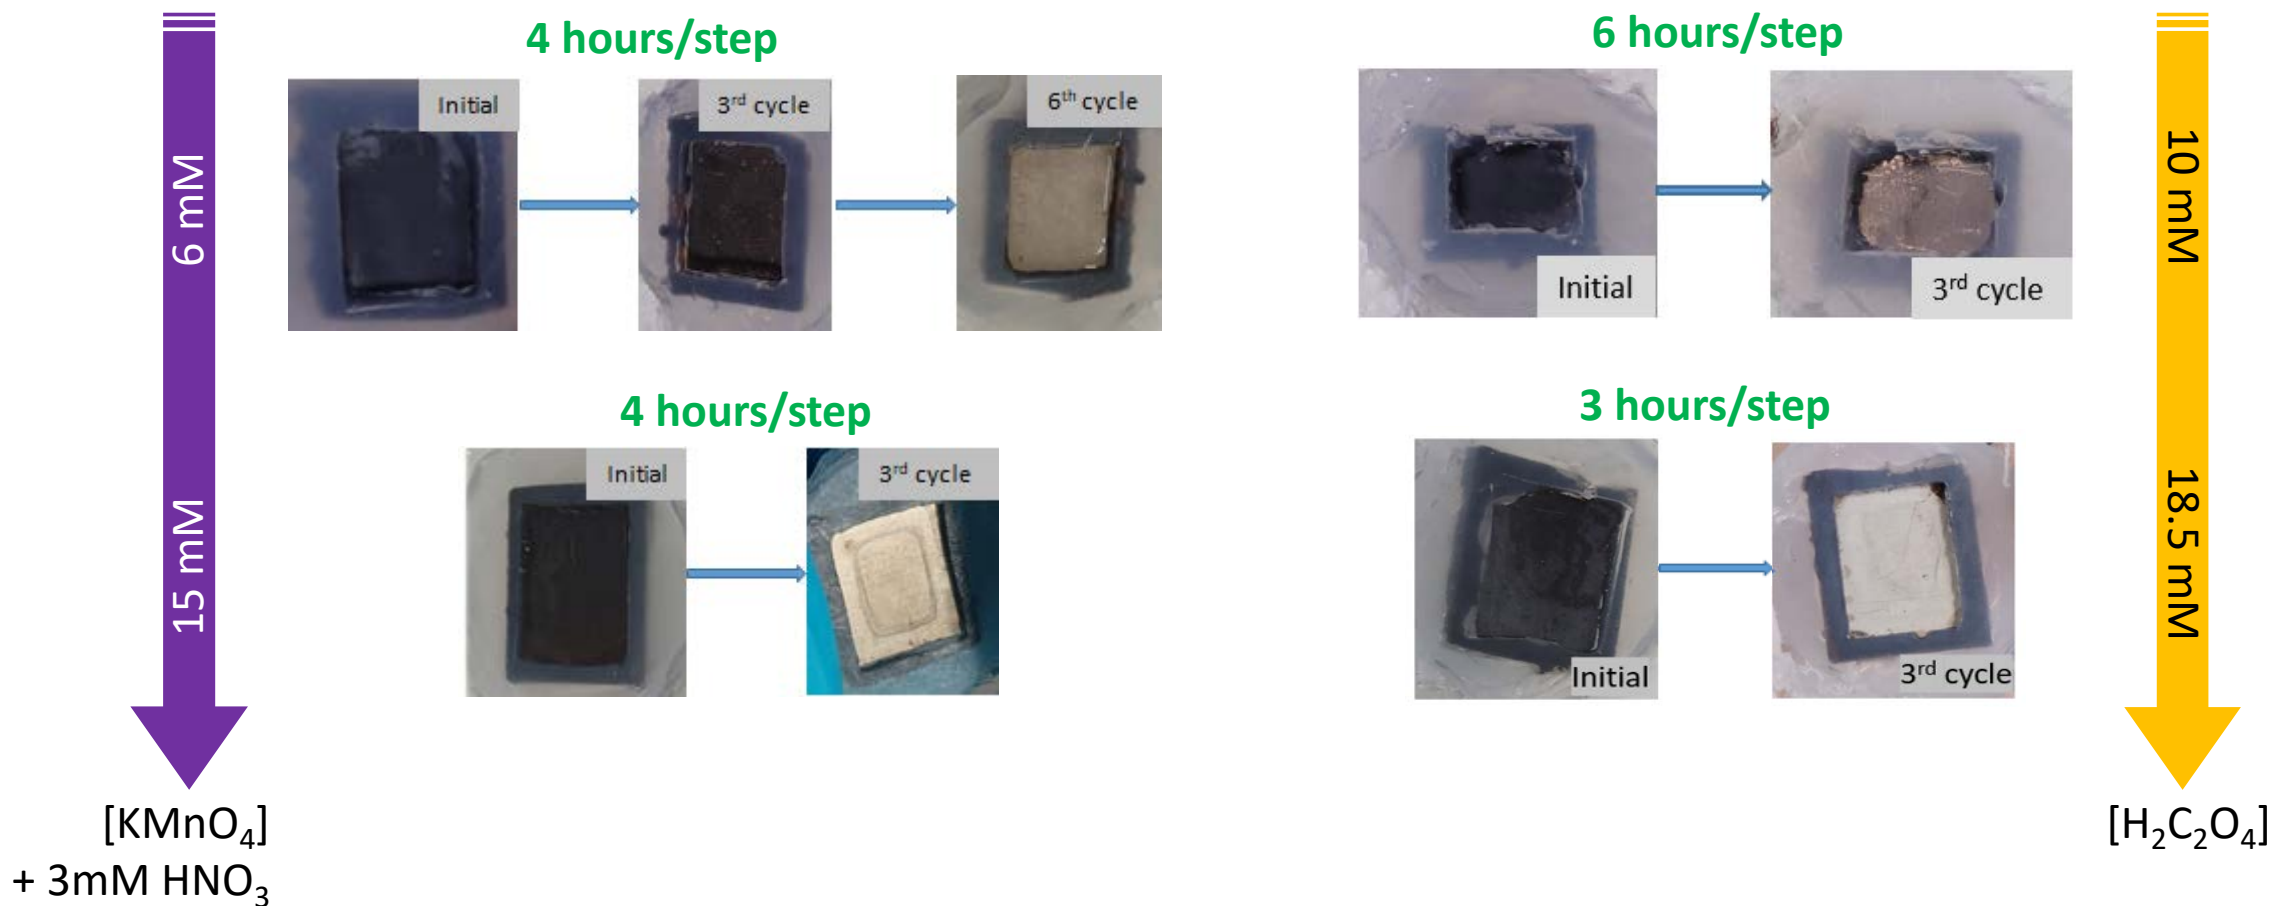 4 hours/step
6 hours/step
Initial
3rd cycle
6th cycle
Initial
3rd cycle
6 mM
10 mM
4 hours/step
3 hours/step
Initial
3rd cycle
Initial
3rd cycle
15 mM
18.5 mM
[KMnO₄]
+ 3mM HNO₃
[H₂C₂O₄]